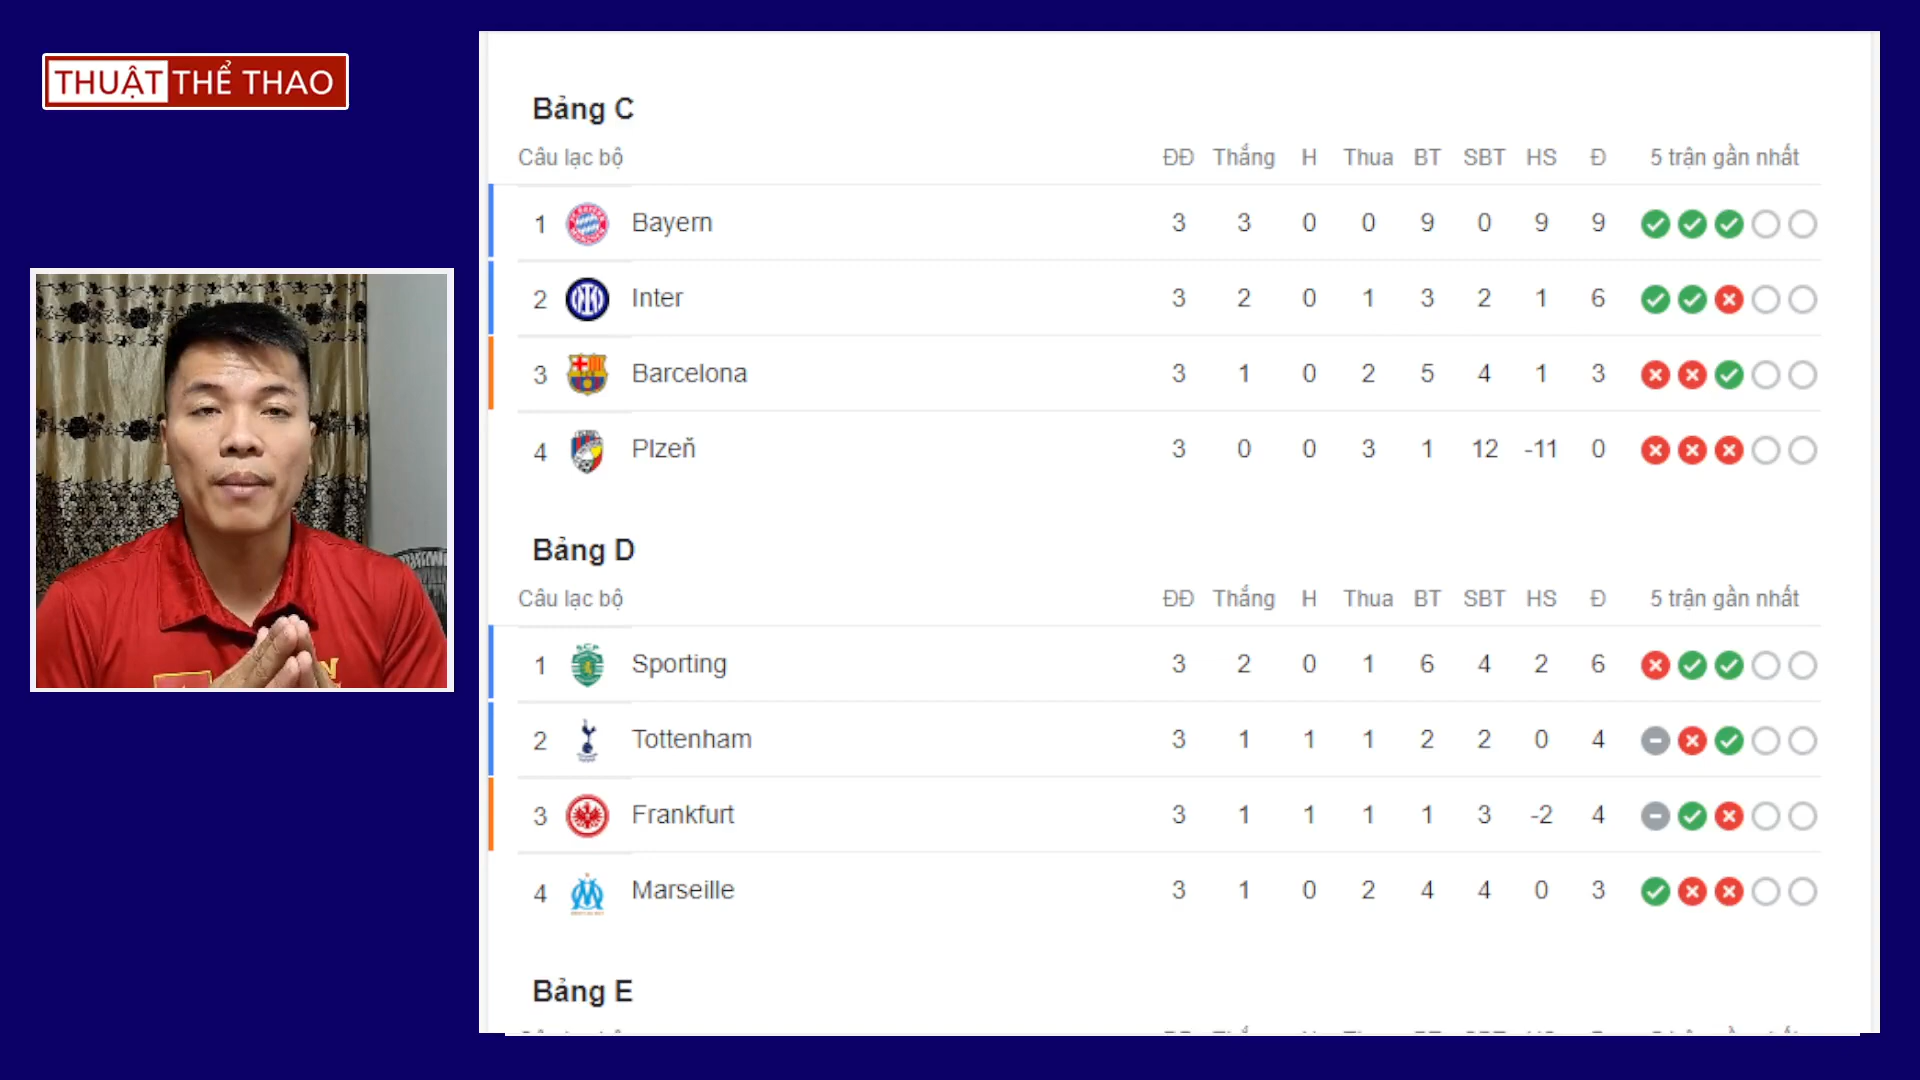 THUẬT THỂ THAO
Bảng C
Câu lạc bộ ĐĐ Thắng H Thua BT SBT HS Đ 5 trận gần nhất
1 Bayern 3 3 0 0 9 0 9 9
2 Inter 3 2 0 1 3 2 1 6
3 Barcelona 3 1 0 2 5 4 1 3
4 Plzeň 3 0 0 3 1 12 -11 0
Bảng D
Câu lạc bộ ĐĐ Thắng H Thua BT SBT HS Đ 5 trận gần nhất
1 Sporting 3 2 0 1 6 4 2 6
2 Tottenham 3 1 1 1 2 2 0 4
3 Frankfurt 3 1 1 1 1 3 -2 4
4 Marseille 3 1 0 2 4 4 0 3
Bảng E